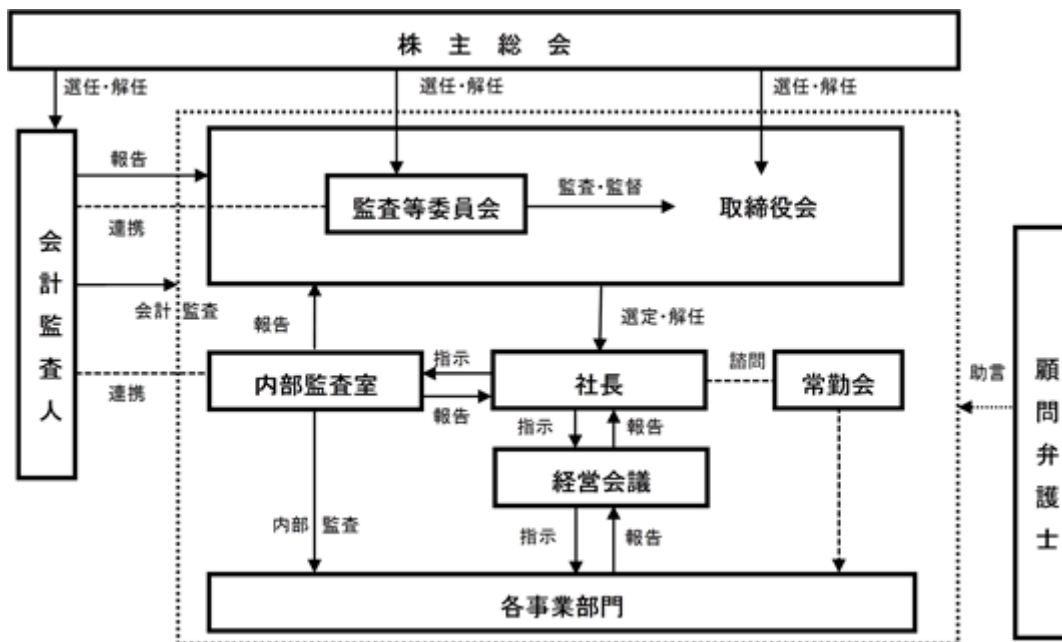 株主総会
選任・解任
選任・解任
選任・解任
報告
監査等委員会
監査・監督
取締役会
連携
会計監査人
会計監査
報告
選定・解任
内部監査室
指示
報告
社長
諮問
常勤会
連携
助言
顧問弁護士
指示
報告
経営会議
内部監査
指示
報告
各事業部門